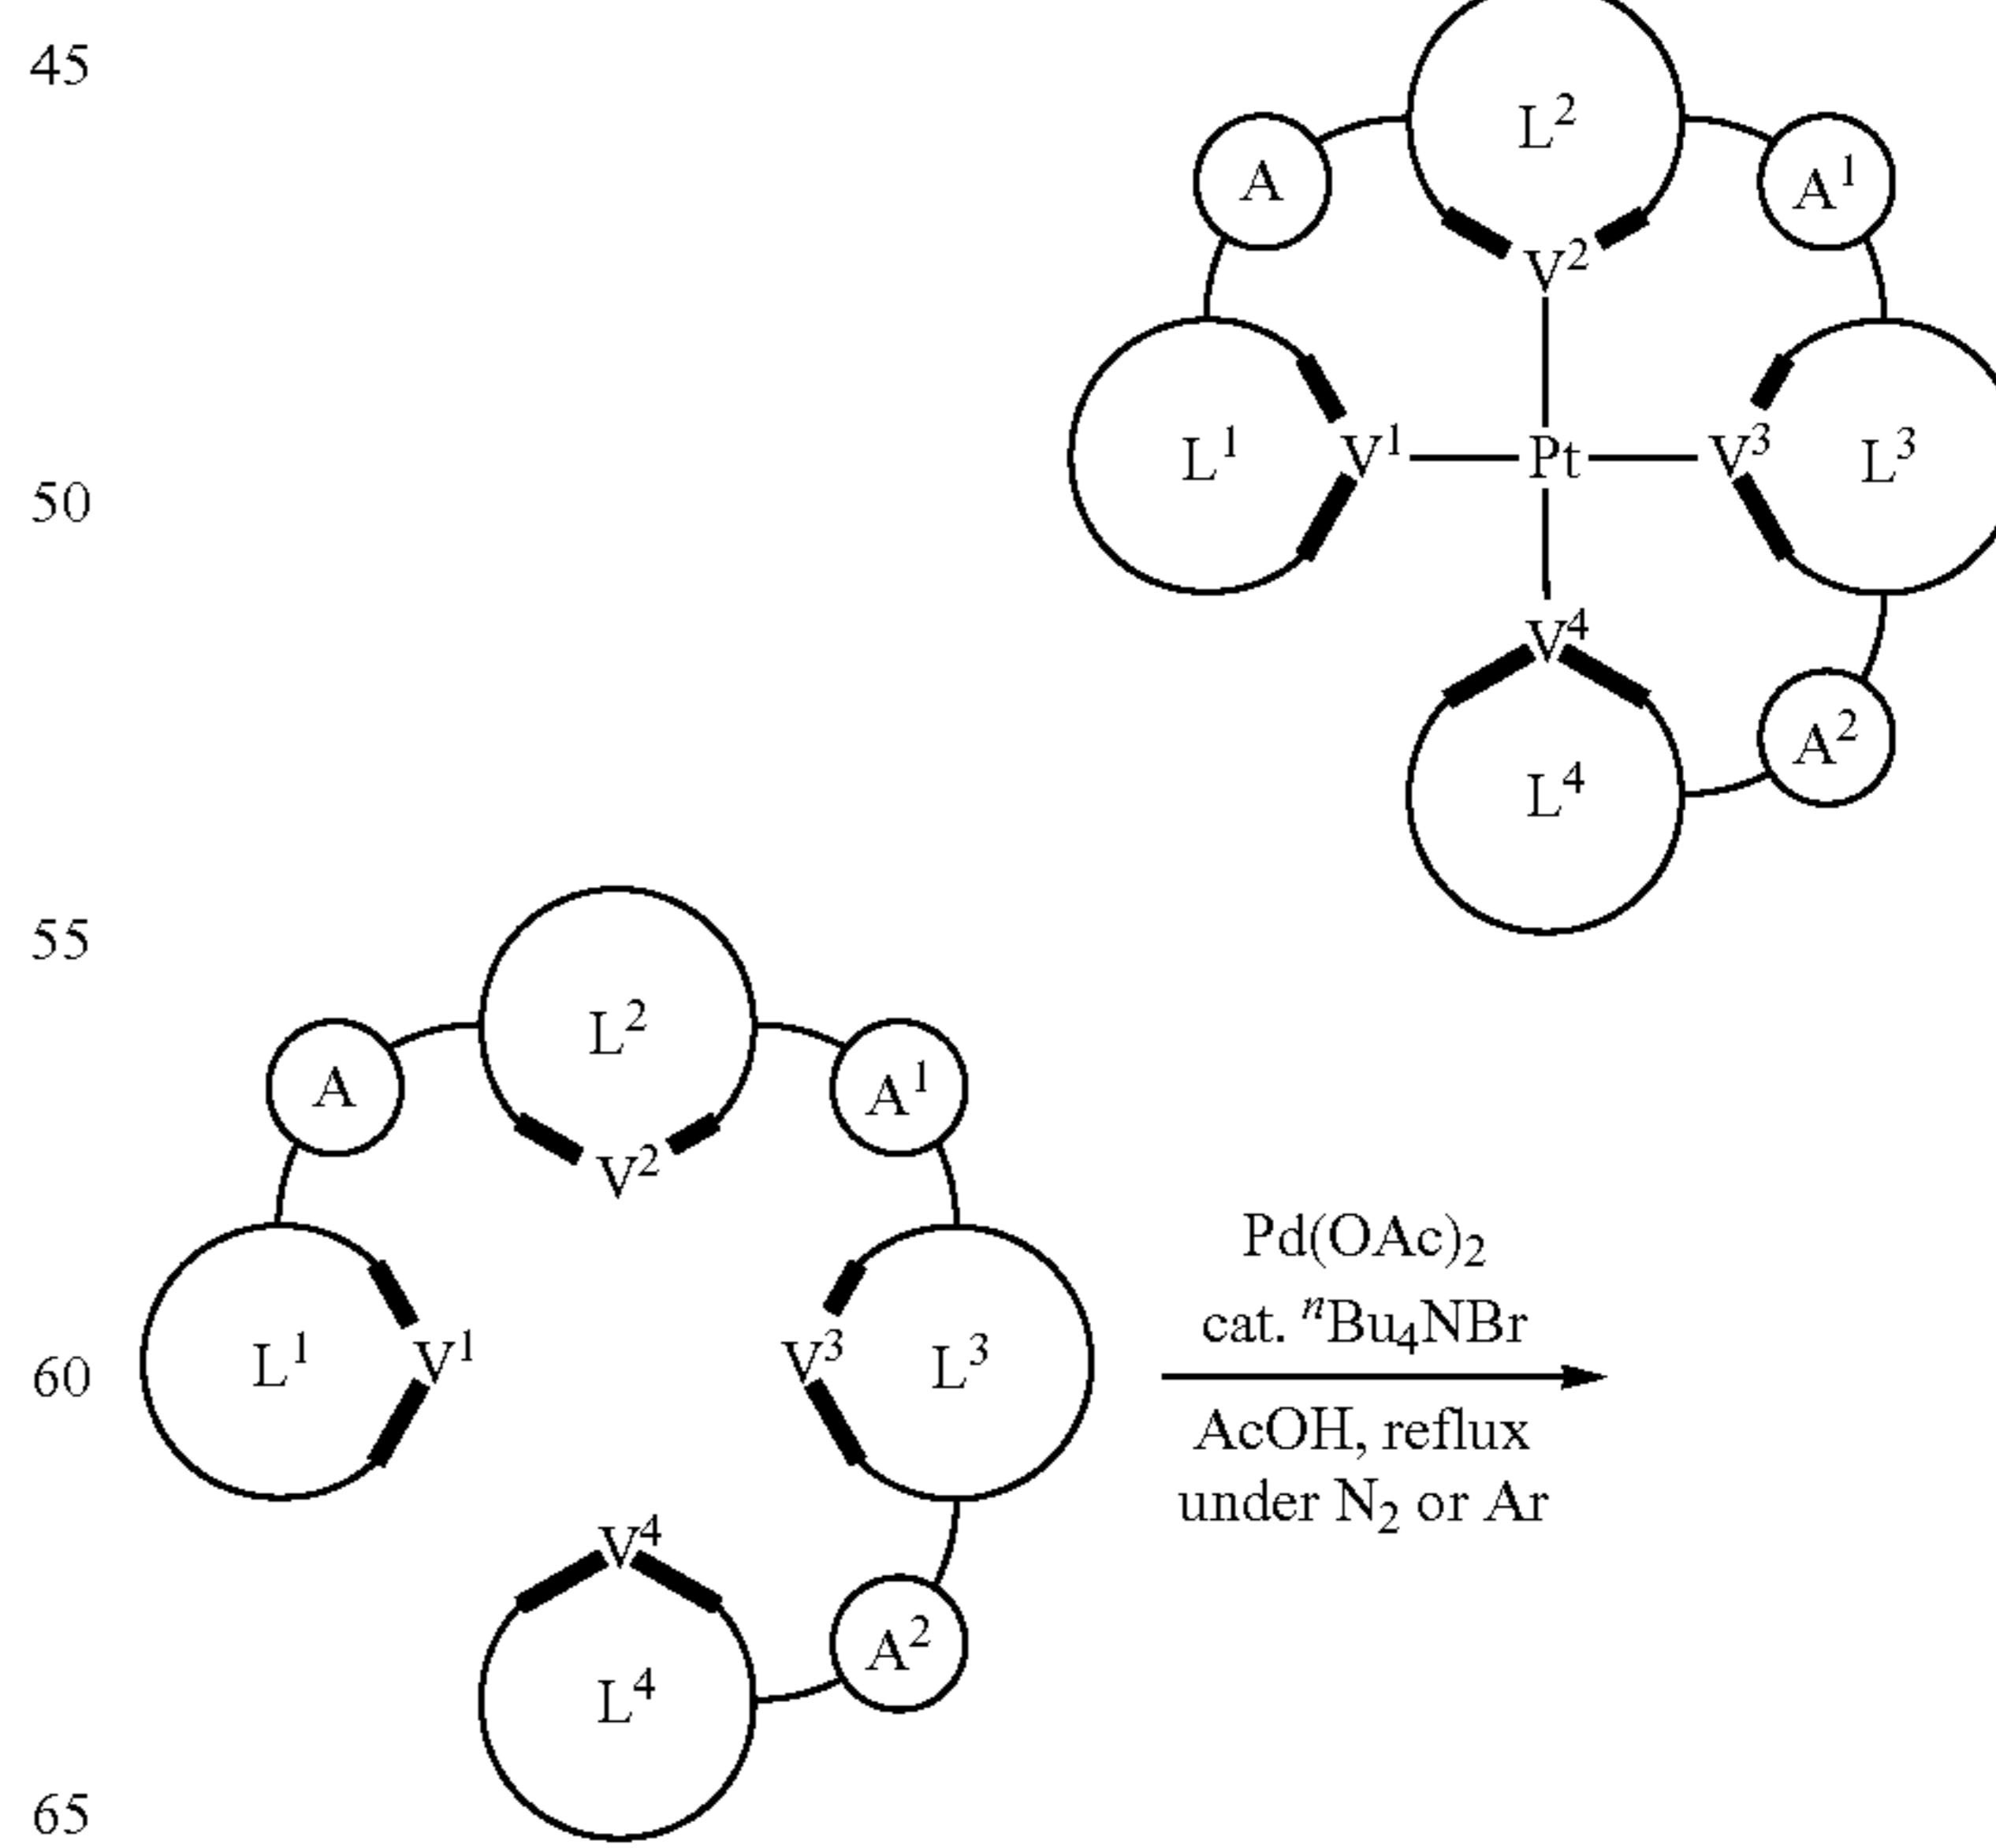 45
L²
A
A¹
V²
L¹
V¹
Pt
V³
L³
50
V⁴
A²
L⁴
55
L²
A
A¹
V²
Pd(OAc)₂
cat. ⁿBu₄NBr
60
L¹
V¹
V³
L³
AcOH, reflux
under N₂ or Ar
V⁴
A²
L⁴
65